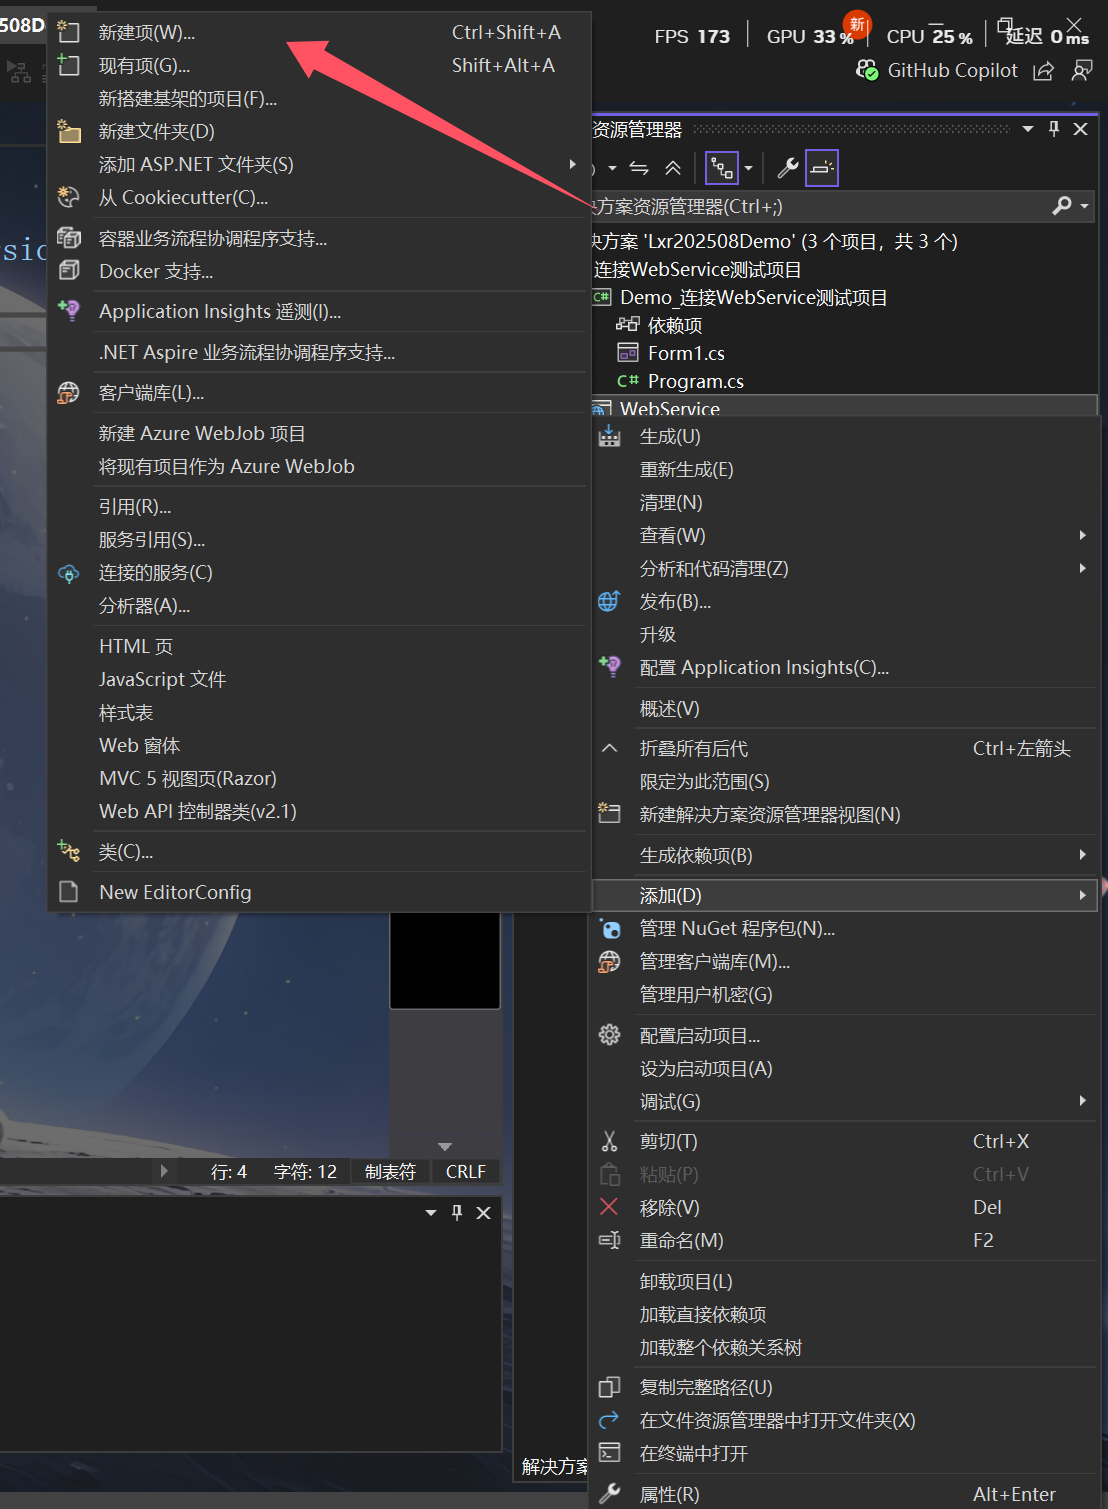 508D
新建项(W)... Ctrl+Shift+A
现有项(G)... Shift+Alt+A
新搭建基架的项目(F)...
新建文件夹(D)
添加 ASP.NET 文件夹(S)
从 Cookiecutter(C)...
容器业务流程协调程序支持...
Docker 支持...
Application Insights 遥测(I)...
.NET Aspire 业务流程协调程序支持...
客户端库(L)...
新建 Azure WebJob 项目
将现有项目作为 Azure WebJob
引用(R)...
服务引用(S)...
连接的服务(C)
分析器(A)...
HTML 页
JavaScript 文件
样式表
Web 窗体
MVC 5 视图页(Razor)
Web API 控制器类(v2.1)
类(C)...
New EditorConfig
sic
FPS 173 GPU 33 % 新 CPU 25 % 延迟 0 ms
GitHub Copilot
资源管理器
方案资源管理器(Ctrl+;)
决方案 'Lxr202508Demo' (3 个项目，共 3 个)
连接WebService测试项目
C# Demo_连接WebService测试项目
依赖项
Form1.cs
C# Program.cs
WebService
生成(U)
重新生成(E)
清理(N)
查看(W)
分析和代码清理(Z)
发布(B)...
升级
配置 Application Insights(C)...
概述(V)
折叠所有后代 Ctrl+左箭头
限定为此范围(S)
新建解决方案资源管理器视图(N)
生成依赖项(B)
添加(D)
管理 NuGet 程序包(N)...
管理客户端库(M)...
管理用户机密(G)
配置启动项目...
设为启动项目(A)
调试(G)
剪切(T) Ctrl+X
粘贴(P) Ctrl+V
移除(V) Del
重命名(M) F2
卸载项目(L)
加载直接依赖项
加载整个依赖关系树
复制完整路径(U)
在文件资源管理器中打开文件夹(X)
在终端中打开
属性(R) Alt+Enter
行: 4 字符: 12 制表符 CRLF
解决方案